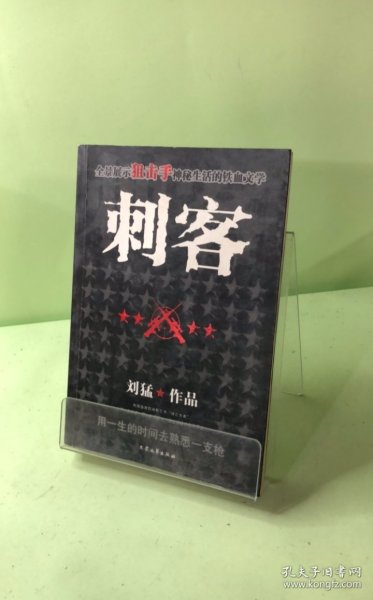 全景展示狙击手神秘生活的铁血文学
刺客
刘猛★作品
用一生的时间去熟悉一支枪
孔夫子旧书网
www.kongfz.com